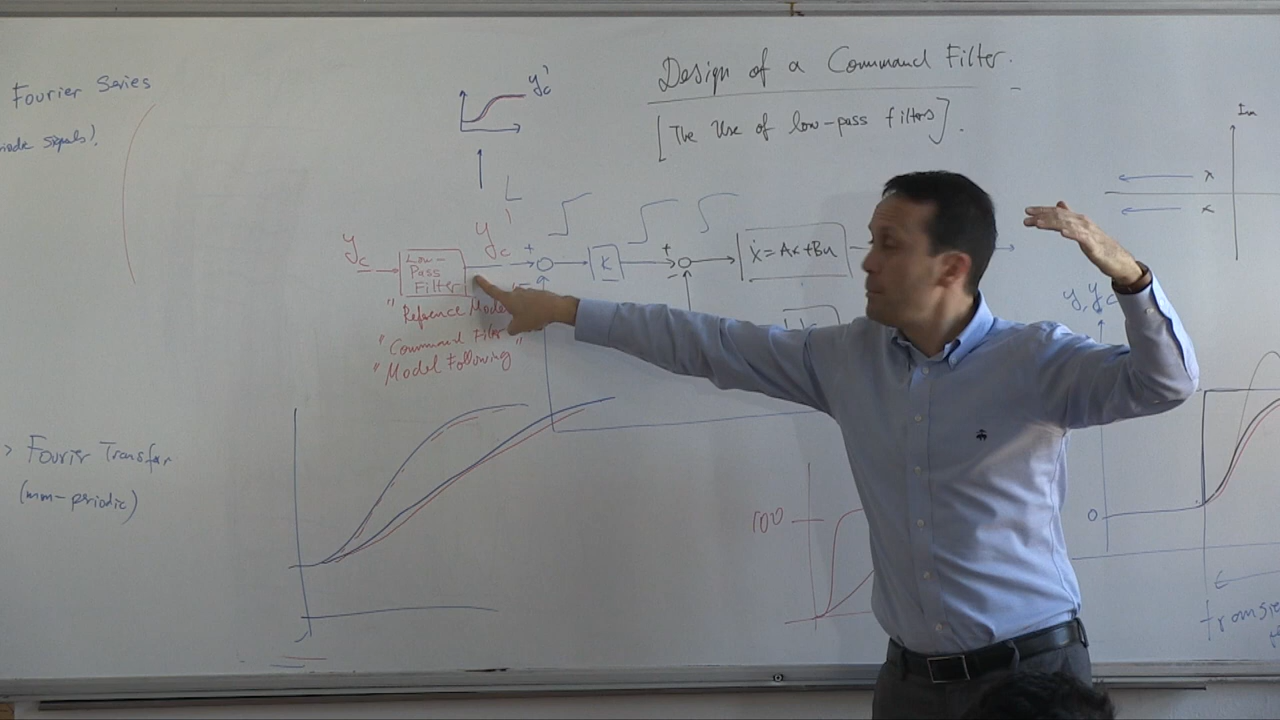 Fourier Series
signals).
y'c
Design of a Command Filter.
[The Use of low-pass filters].
Im
x
x
yc
Low-
Pass
Filter
y'c
+
-
K
+
-
ẋ = Ax+Bu
"Reference Model"
"Command Filter"
"Model Following"
y, yc
> Fourier Transfor
(non-periodic)
100
0